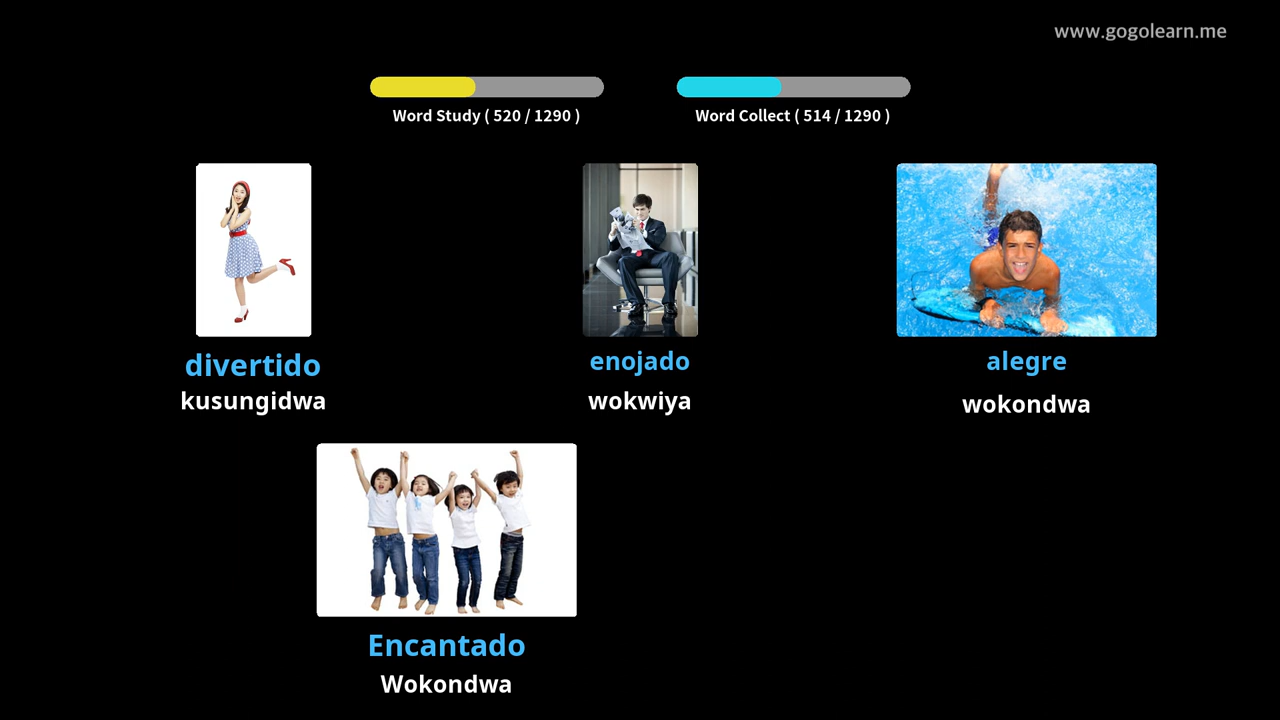 www.gogolearn.me
Word Study ( 520 / 1290 )
Word Collect ( 514 / 1290 )
divertido
kusungidwa
enojado
wokwiya
alegre
wokondwa
Encantado
Wokondwa